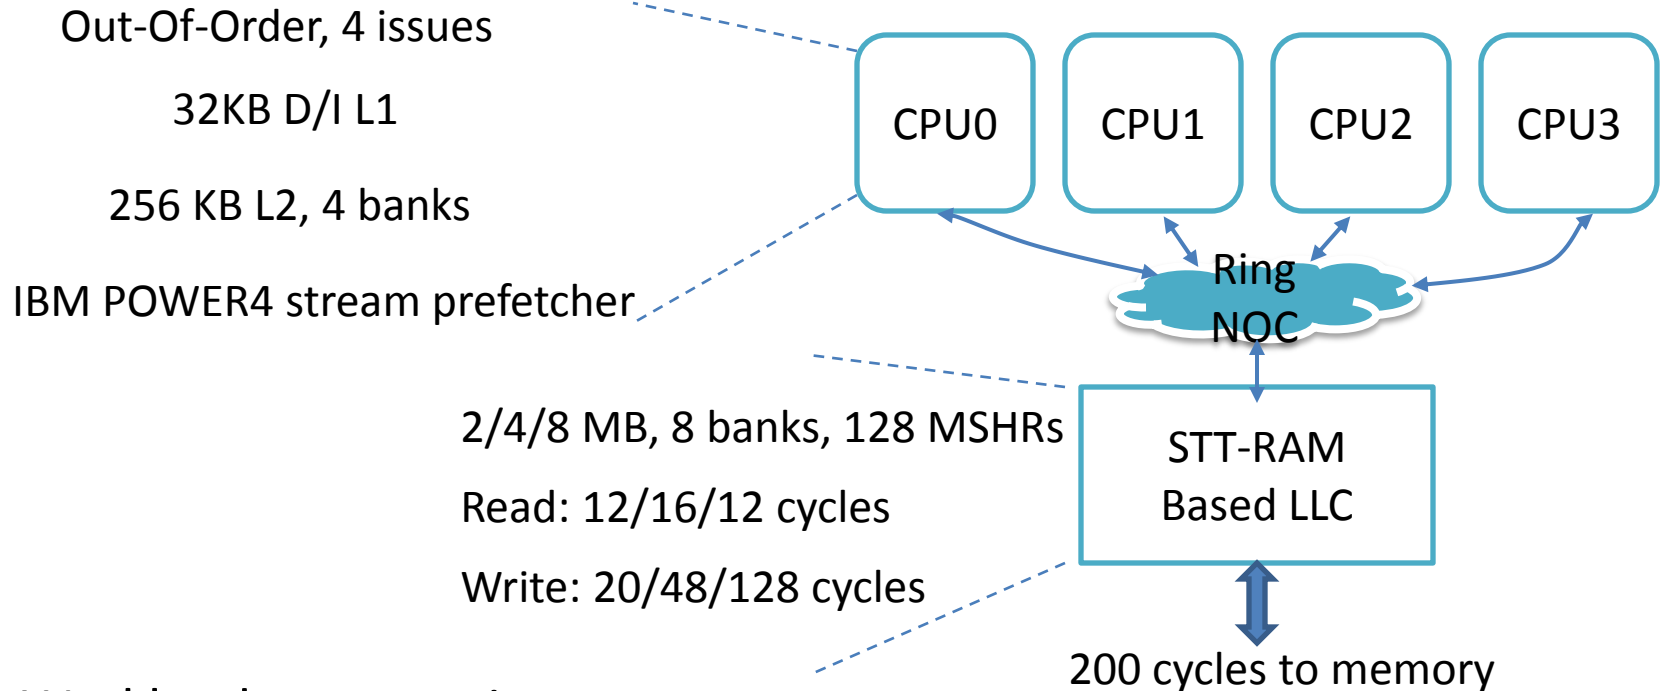 Out-Of-Order, 4 issues
32KB D/I L1
256 KB L2, 4 banks
IBM POWER4 stream prefetcher
CPU0
CPU1
CPU2
CPU3
Ring
NOC
2/4/8 MB, 8 banks, 128 MSHRs
Read: 12/16/12 cycles
Write: 20/48/128 cycles
STT-RAM
Based LLC
200 cycles to memory